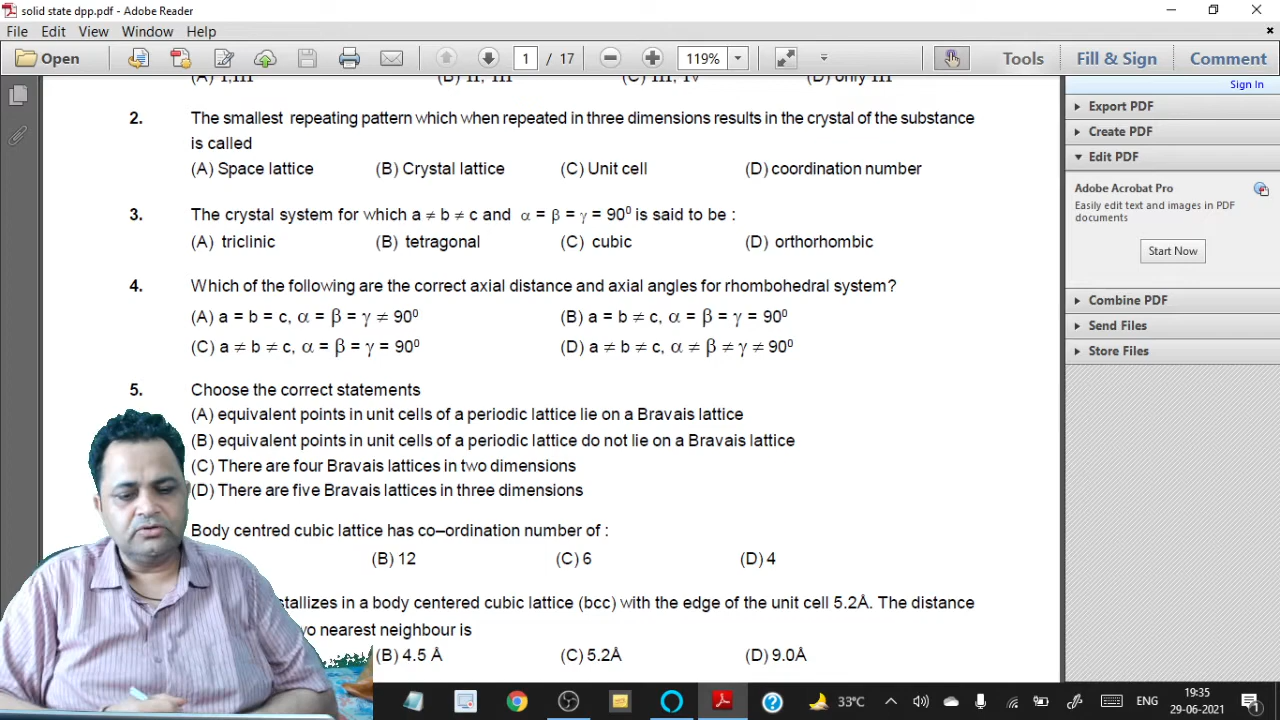 solid state dpp.pdf - Adobe Reader
File Edit View Window Help
Open 1 / 17 119% Tools Fill & Sign Comment
Sign In
(A) I,III (B) II, III (C) III, IV (D) only III
2. The smallest repeating pattern which when repeated in three dimensions results in the crystal of the substance
is called
(A) Space lattice (B) Crystal lattice (C) Unit cell (D) coordination number
3. The crystal system for which a ≠ b ≠ c and α = β = γ = 90⁰ is said to be :
(A) triclinic (B) tetragonal (C) cubic (D) orthorhombic
4. Which of the following are the correct axial distance and axial angles for rhombohedral system?
(A) a = b = c, α = β = γ ≠ 90⁰ (B) a = b ≠ c, α = β = γ = 90⁰
(C) a ≠ b ≠ c, α = β = γ = 90⁰ (D) a ≠ b ≠ c, α ≠ β ≠ γ ≠ 90⁰
5. Choose the correct statements
(A) equivalent points in unit cells of a periodic lattice lie on a Bravais lattice
(B) equivalent points in unit cells of a periodic lattice do not lie on a Bravais lattice
(C) There are four Bravais lattices in two dimensions
(D) There are five Bravais lattices in three dimensions
Body centred cubic lattice has co–ordination number of :
(B) 12 (C) 6 (D) 4
stallizes in a body centered cubic lattice (bcc) with the edge of the unit cell 5.2Å. The distance
vo nearest neighbour is
(B) 4.5 Å (C) 5.2Å (D) 9.0Å
Export PDF
Create PDF
Edit PDF
Adobe Acrobat Pro
Easily edit text and images in PDF
documents
Start Now
Combine PDF
Send Files
Store Files
33°C ENG 19:35
29-06-2021